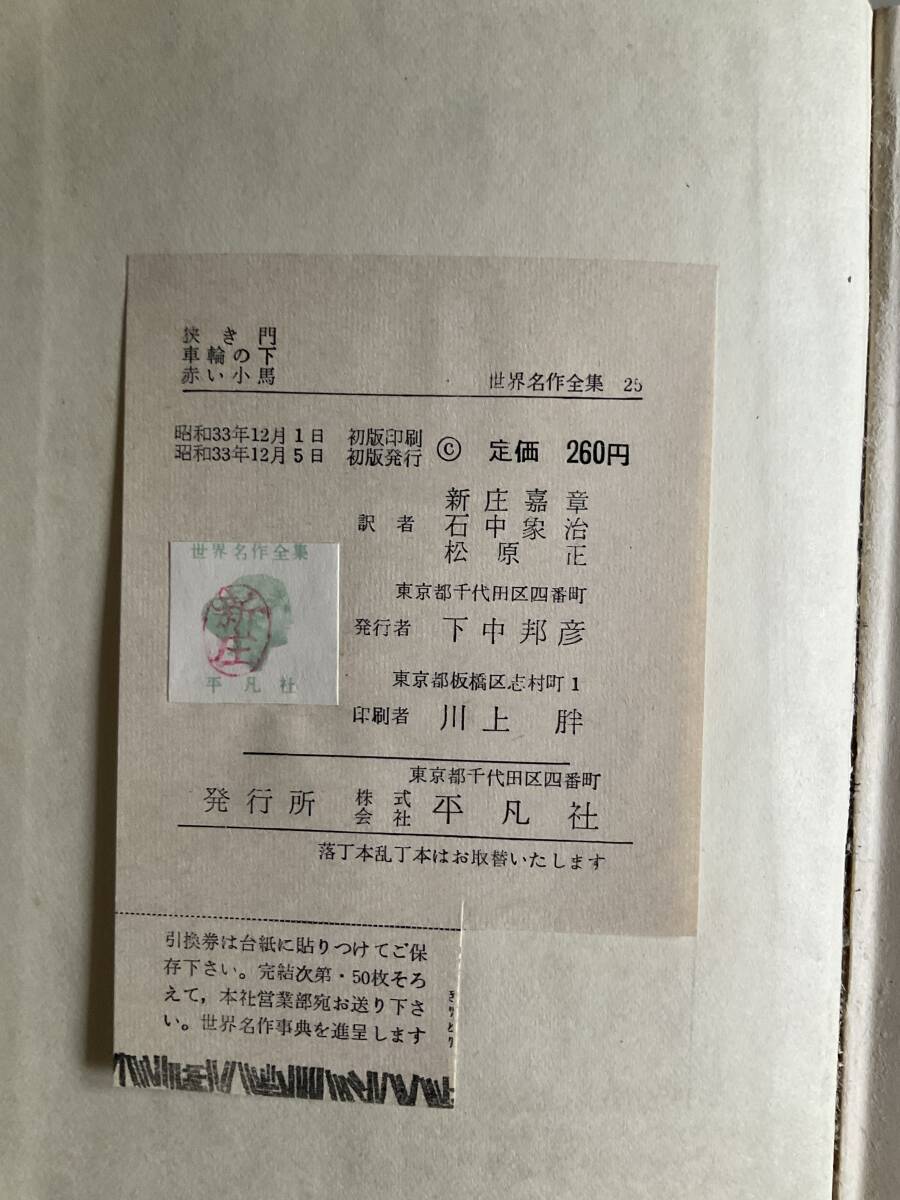 狭き門
車輪の下
赤い小馬
世界名作全集 25
昭和33年12月1日 初版印刷
昭和33年12月5日 初版発行
© 定価 260円
訳者
新庄嘉章
石中象治
松原正
世界名作全集
新庄
平凡社
東京都千代田区四番町
発行者 下中邦彦
東京都板橋区志村町1
印刷者 川上胖
東京都千代田区四番町
発行所 株式会社 平凡社
落丁本乱丁本はお取替いたします
引換券は台紙に貼りつけてご保
存下さい。完結次第・50枚そろ
えて，本社営業部宛お送り下さ
い。世界名作事典を進呈します
きりとり